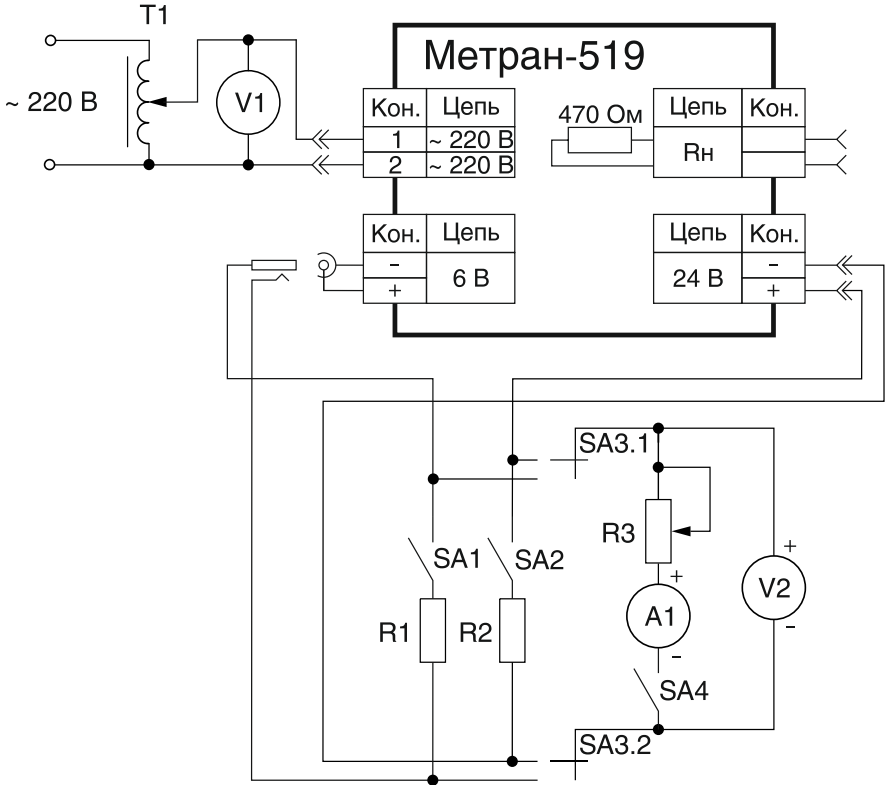 T1
~ 220 В
V1
Метран-519
Кон. Цепь
1 ~ 220 В
2 ~ 220 В
470 Ом
Цепь Кон.
Rн
Кон. Цепь
- 6 В
+
Цепь Кон.
24 В -
+
SA3.1
R3
SA1
SA2
+
V2
-
+
A1
-
R1
R2
SA4
SA3.2